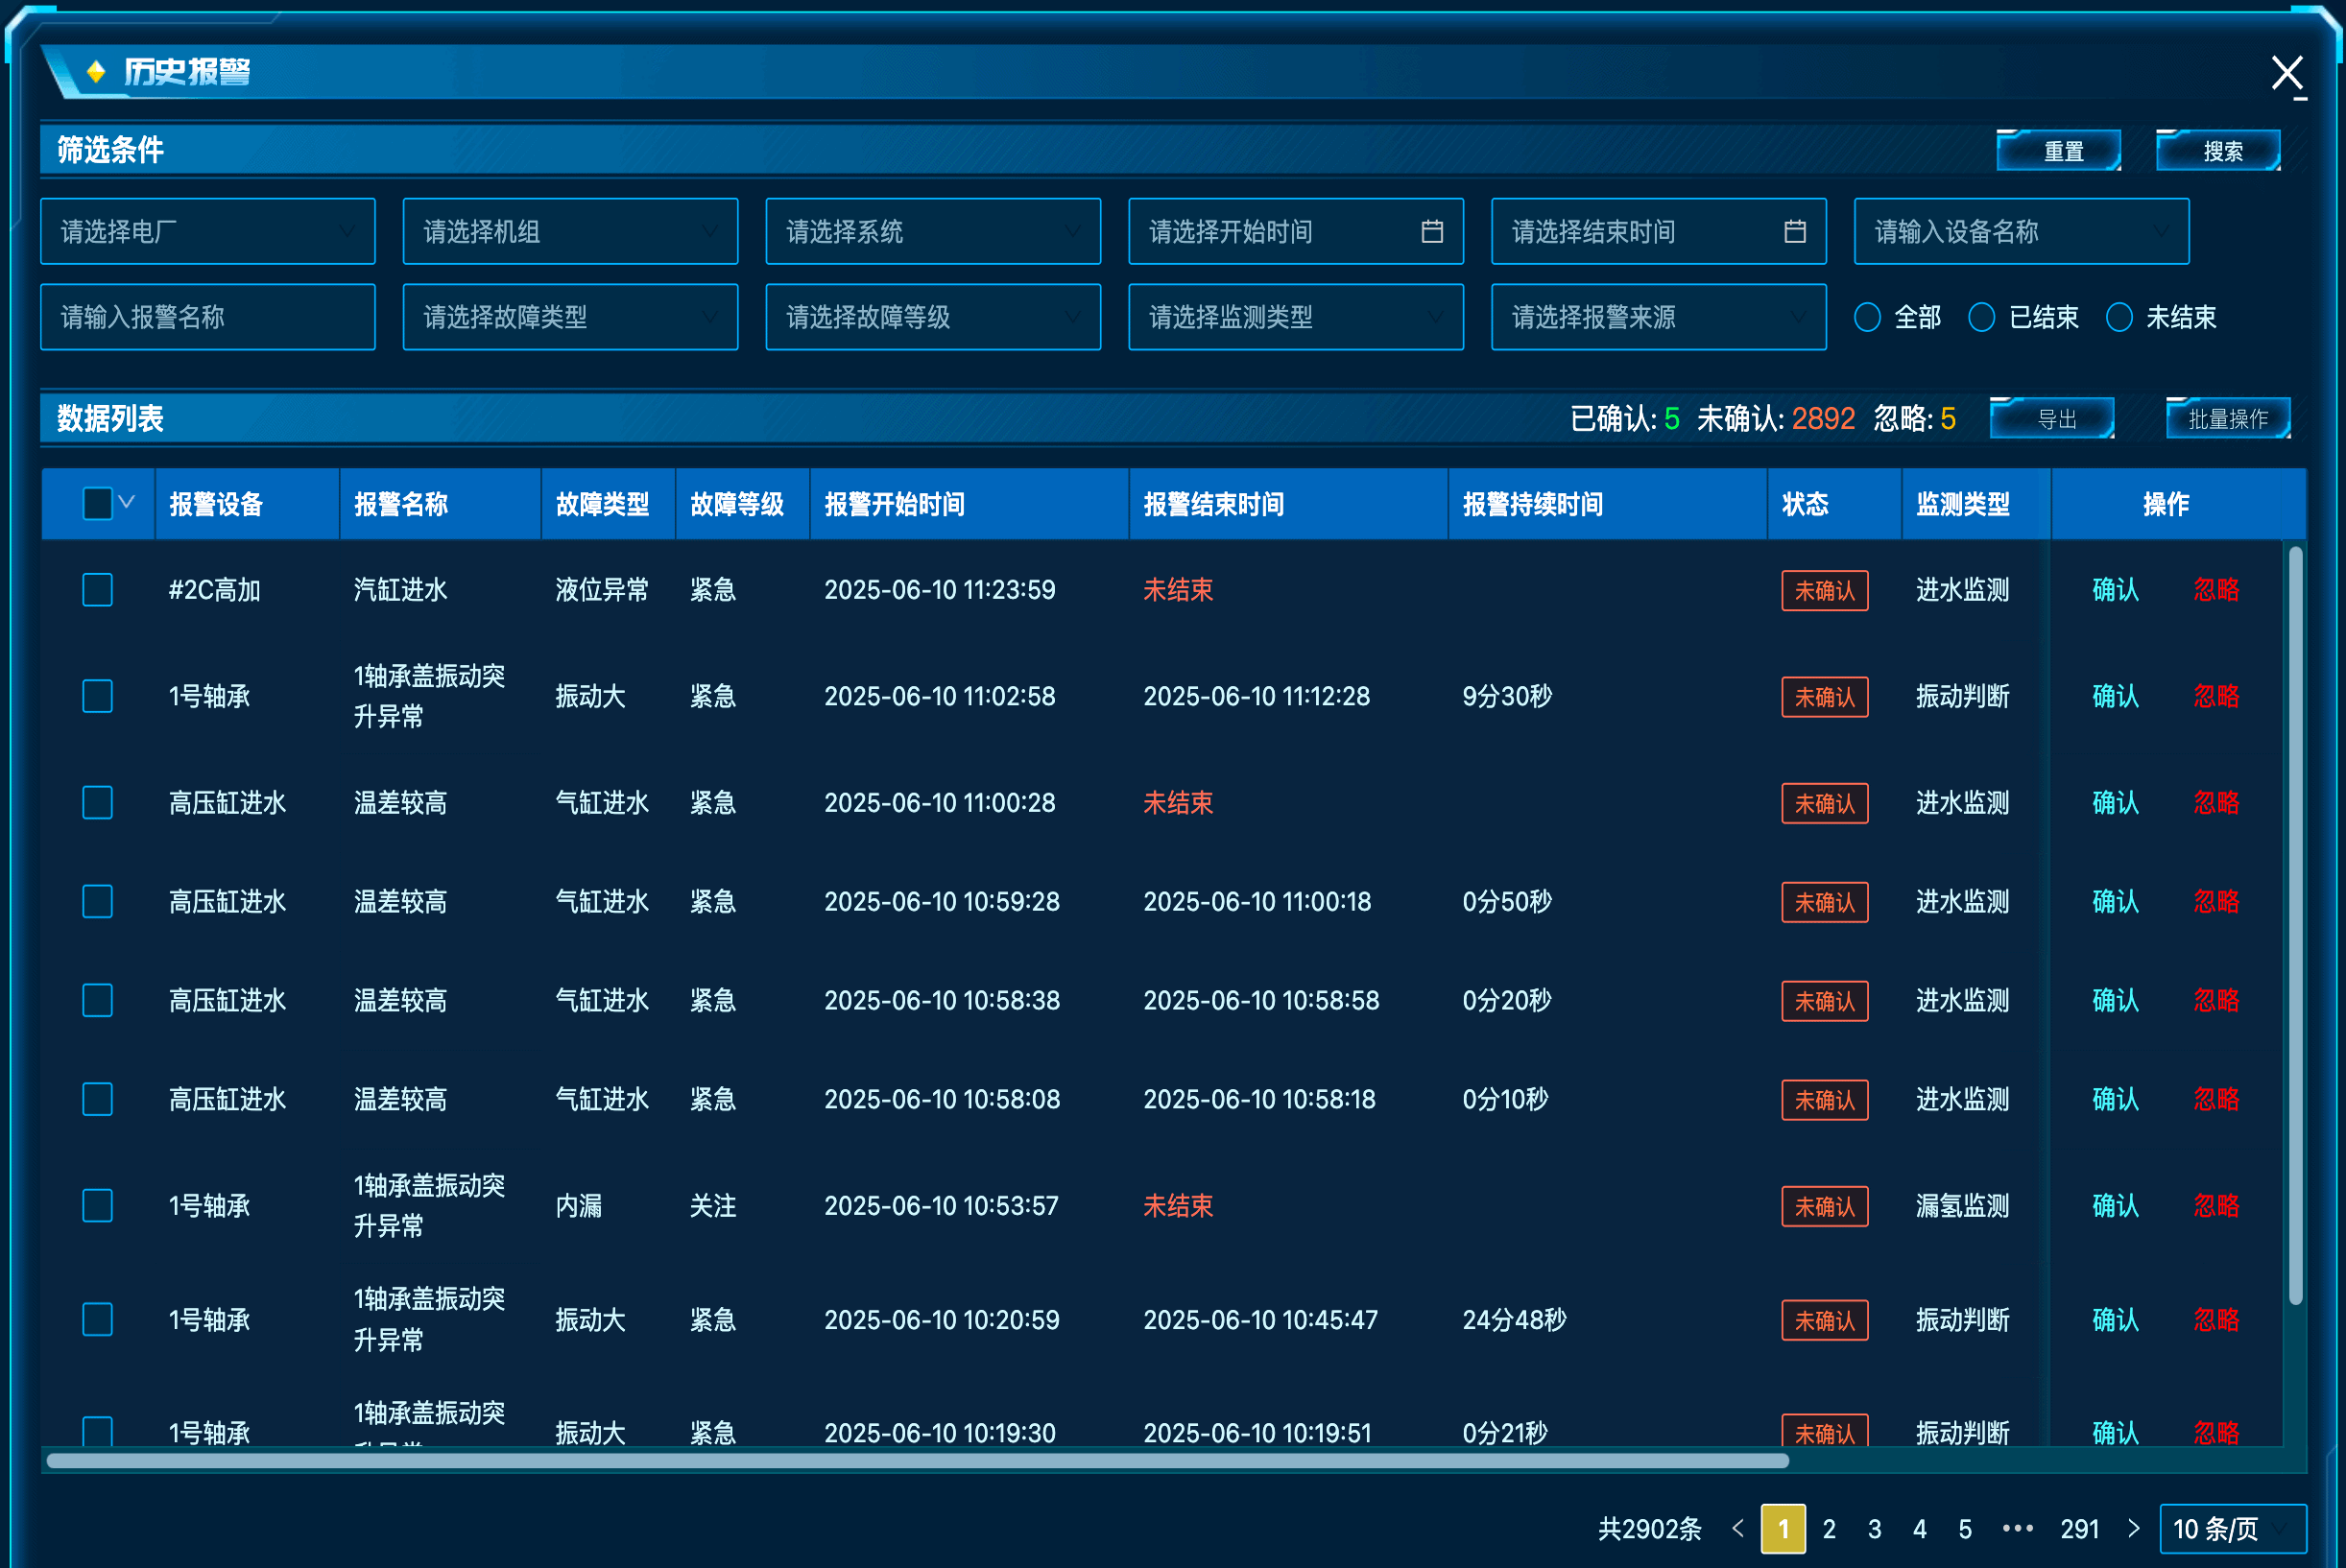 历史报警
筛选条件 重置 搜索
请选择电厂 请选择机组 请选择系统 请选择开始时间 请选择结束时间 请输入设备名称
请输入报警名称 请选择故障类型 请选择故障等级 请选择监测类型 请选择报警来源 全部 已结束 未结束
数据列表 已确认: 5 未确认: 2892 忽略: 5 导出 批量操作
报警设备 报警名称 故障类型 故障等级 报警开始时间 报警结束时间 报警持续时间 状态 监测类型 操作
#2C高加 汽缸进水 液位异常 紧急 2025-06-10 11:23:59 未结束 未确认 进水监测 确认 忽略
1号轴承 1轴承盖振动突升异常 振动大 紧急 2025-06-10 11:02:58 2025-06-10 11:12:28 9分30秒 未确认 振动判断 确认 忽略
高压缸进水 温差较高 气缸进水 紧急 2025-06-10 11:00:28 未结束 未确认 进水监测 确认 忽略
高压缸进水 温差较高 气缸进水 紧急 2025-06-10 10:59:28 2025-06-10 11:00:18 0分50秒 未确认 进水监测 确认 忽略
高压缸进水 温差较高 气缸进水 紧急 2025-06-10 10:58:38 2025-06-10 10:58:58 0分20秒 未确认 进水监测 确认 忽略
高压缸进水 温差较高 气缸进水 紧急 2025-06-10 10:58:08 2025-06-10 10:58:18 0分10秒 未确认 进水监测 确认 忽略
1号轴承 1轴承盖振动突升异常 内漏 关注 2025-06-10 10:53:57 未结束 未确认 漏氢监测 确认 忽略
1号轴承 1轴承盖振动突升异常 振动大 紧急 2025-06-10 10:20:59 2025-06-10 10:45:47 24分48秒 未确认 振动判断 确认 忽略
1号轴承 1轴承盖振动突 振动大 紧急 2025-06-10 10:19:30 2025-06-10 10:19:51 0分21秒 未确认 振动判断 确认 忽略
共2902条 < 1 2 3 4 5 ••• 291 > 10 条/页